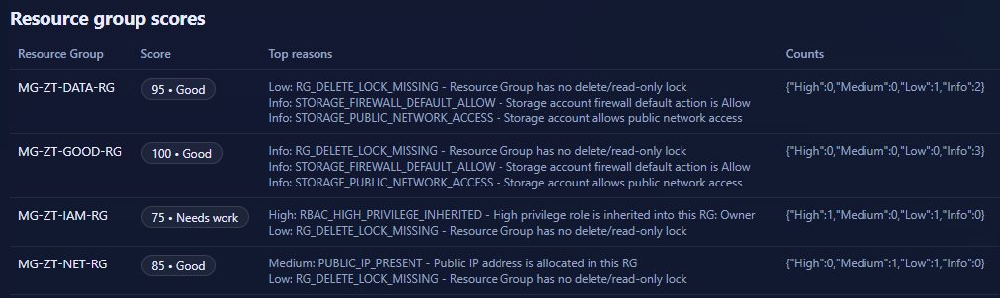 Resource group scores
Resource Group Score Top reasons Counts
MG-ZT-DATA-RG 95 • Good Low: RG_DELETE_LOCK_MISSING - Resource Group has no delete/read-only lock {"High":0,"Medium":0,"Low":1,"Info":2}
Info: STORAGE_FIREWALL_DEFAULT_ALLOW - Storage account firewall default action is Allow
Info: STORAGE_PUBLIC_NETWORK_ACCESS - Storage account allows public network access
MG-ZT-GOOD-RG 100 • Good Info: RG_DELETE_LOCK_MISSING - Resource Group has no delete/read-only lock {"High":0,"Medium":0,"Low":0,"Info":3}
Info: STORAGE_FIREWALL_DEFAULT_ALLOW - Storage account firewall default action is Allow
Info: STORAGE_PUBLIC_NETWORK_ACCESS - Storage account allows public network access
MG-ZT-IAM-RG 75 • Needs work High: RBAC_HIGH_PRIVILEGE_INHERITED - High privilege role is inherited into this RG: Owner {"High":1,"Medium":0,"Low":1,"Info":0}
Low: RG_DELETE_LOCK_MISSING - Resource Group has no delete/read-only lock
MG-ZT-NET-RG 85 • Good Medium: PUBLIC_IP_PRESENT - Public IP address is allocated in this RG {"High":0,"Medium":1,"Low":1,"Info":0}
Low: RG_DELETE_LOCK_MISSING - Resource Group has no delete/read-only lock